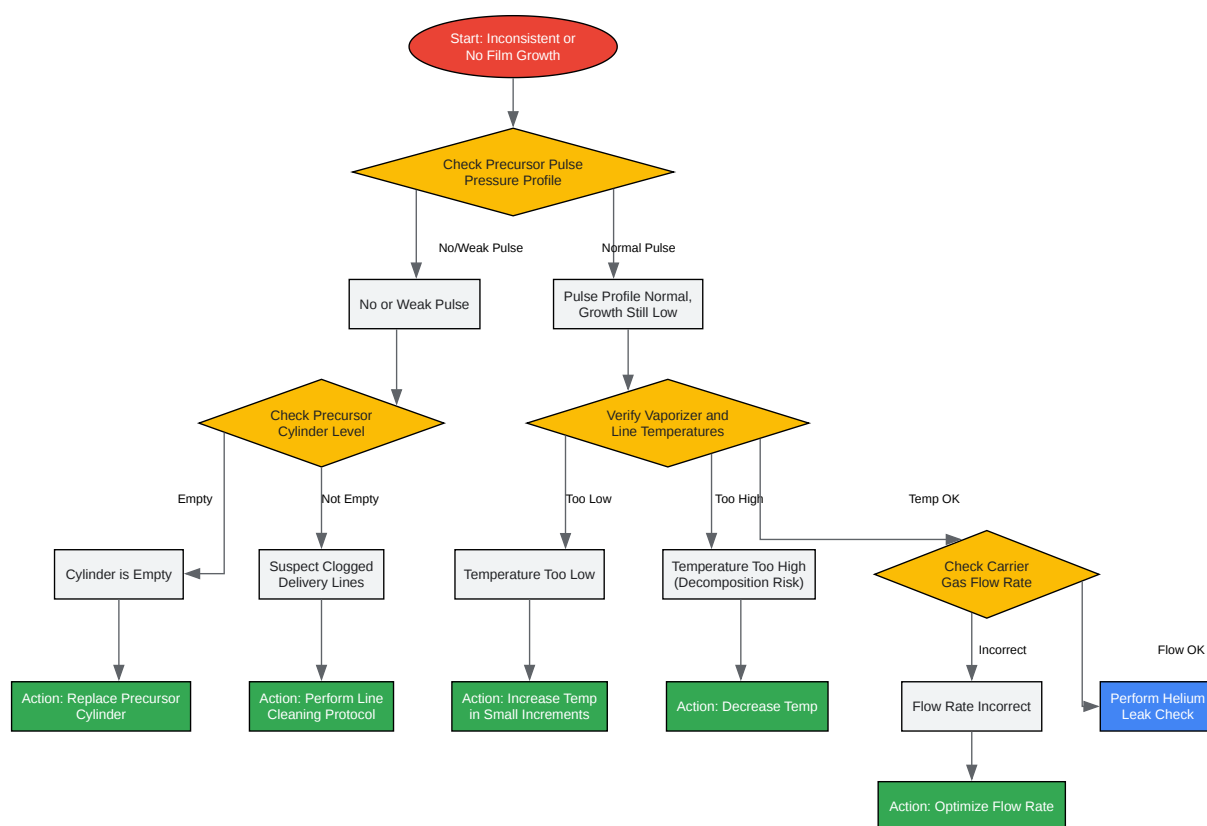 Start: Inconsistent or
No Film Growth
Check Precursor Pulse
Pressure Profile
No/Weak Pulse
Normal Pulse
No or Weak Pulse
Pulse Profile Normal,
Growth Still Low
Check Precursor
Cylinder Level
Verify Vaporizer and
Line Temperatures
Empty
Not Empty
Too Low
Too High
Temp OK
Cylinder is Empty
Suspect Clogged
Delivery Lines
Temperature Too Low
Temperature Too High
(Decomposition Risk)
Check Carrier
Gas Flow Rate
Incorrect
Flow OK
Action: Replace Precursor
Cylinder
Action: Perform Line
Cleaning Protocol
Action: Increase Temp
in Small Increments
Action: Decrease Temp
Flow Rate Incorrect
Perform Helium
Leak Check
Action: Optimize Flow Rate